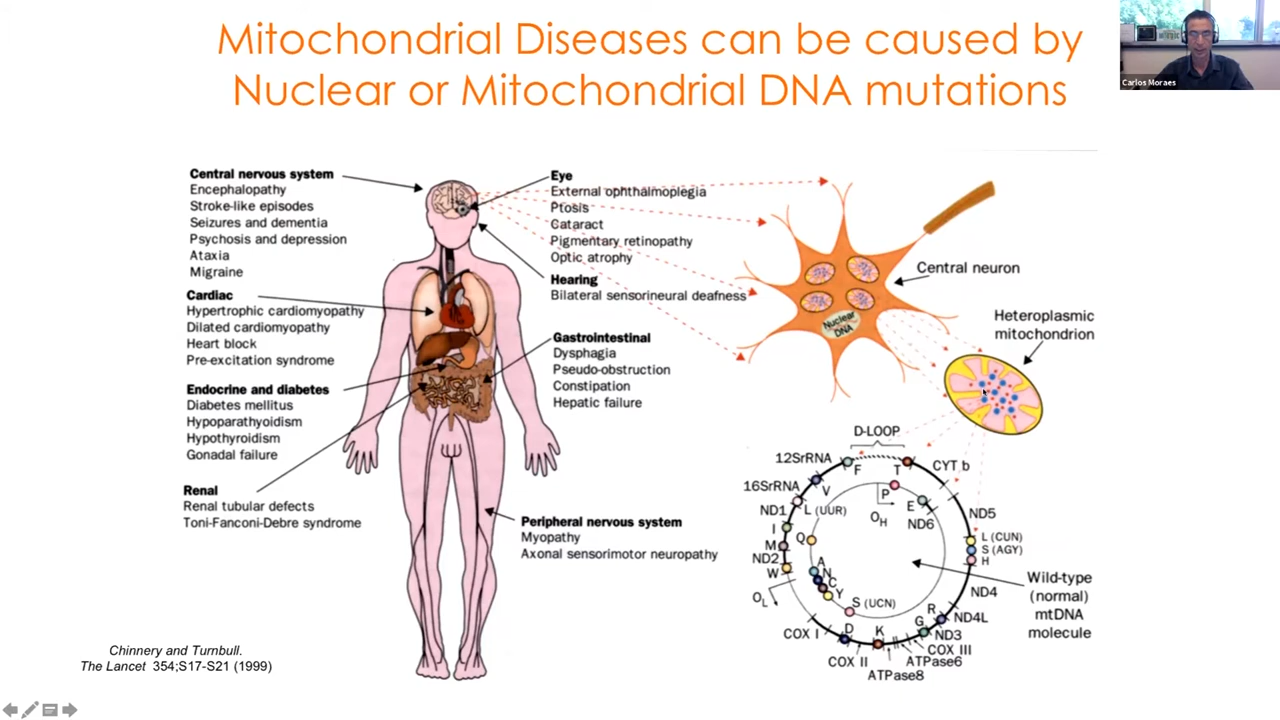 Mitochondrial Diseases can be caused by
Nuclear or Mitochondrial DNA mutations
Carlos Moraes
Central nervous system
Encephalopathy
Stroke-like episodes
Seizures and dementia
Psychosis and depression
Ataxia
Migraine
Cardiac
Hypertrophic cardiomyopathy
Dilated cardiomyopathy
Heart block
Pre-excitation syndrome
Endocrine and diabetes
Diabetes mellitus
Hypoparathyoidism
Hypothyroidism
Gonadal failure
Renal
Renal tubular defects
Toni-Fanconi-Debre syndrome
Eye
External ophthalmoplegia
Ptosis
Cataract
Pigmentary retinopathy
Optic atrophy
Hearing
Bilateral sensorineural deafness
Gastrointestinal
Dysphagia
Pseudo-obstruction
Constipation
Hepatic failure
Peripheral nervous system
Myopathy
Axonal sensorimotor neuropathy
Central neuron
Nuclear
DNA
Heteroplasmic
mitochondrion
D-LOOP
12SrRNA
F
T
CYT b
16SrRNA
V
P
E
ND1
L (UUR)
OH
ND6
ND5
I
Q
L (CUN)
M
S (AGY)
ND2
H
W
A
N
C
Y
OL
S (UCN)
ND4
R
ND4L
COX I
D
K
G
ND3
COX II
COX III
ATPase6
ATPase8
Wild-type
(normal)
mtDNA
molecule
Chinnery and Turnbull.
The Lancet 354;S17-S21 (1999)